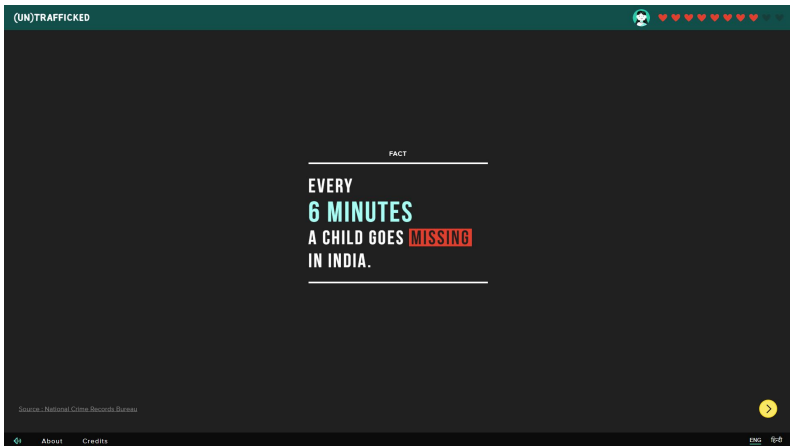 (UN)TRAFFICKED
FACT
EVERY
6 MINUTES
A CHILD GOES MISSING
IN INDIA.
Source : National Crime Records Bureau
About Credits
ENG हिन्दी